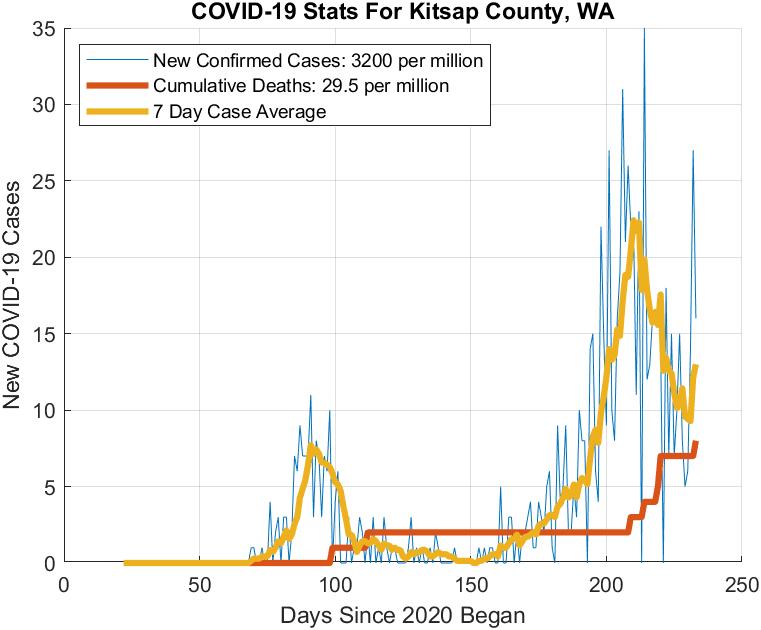 COVID-19 Stats For Kitsap County, WA
New Confirmed Cases: 3200 per million
Cumulative Deaths: 29.5 per million
7 Day Case Average
New COVID-19 Cases
35
30
25
20
15
10
5
0
0 50 100 150 200 250
Days Since 2020 Began